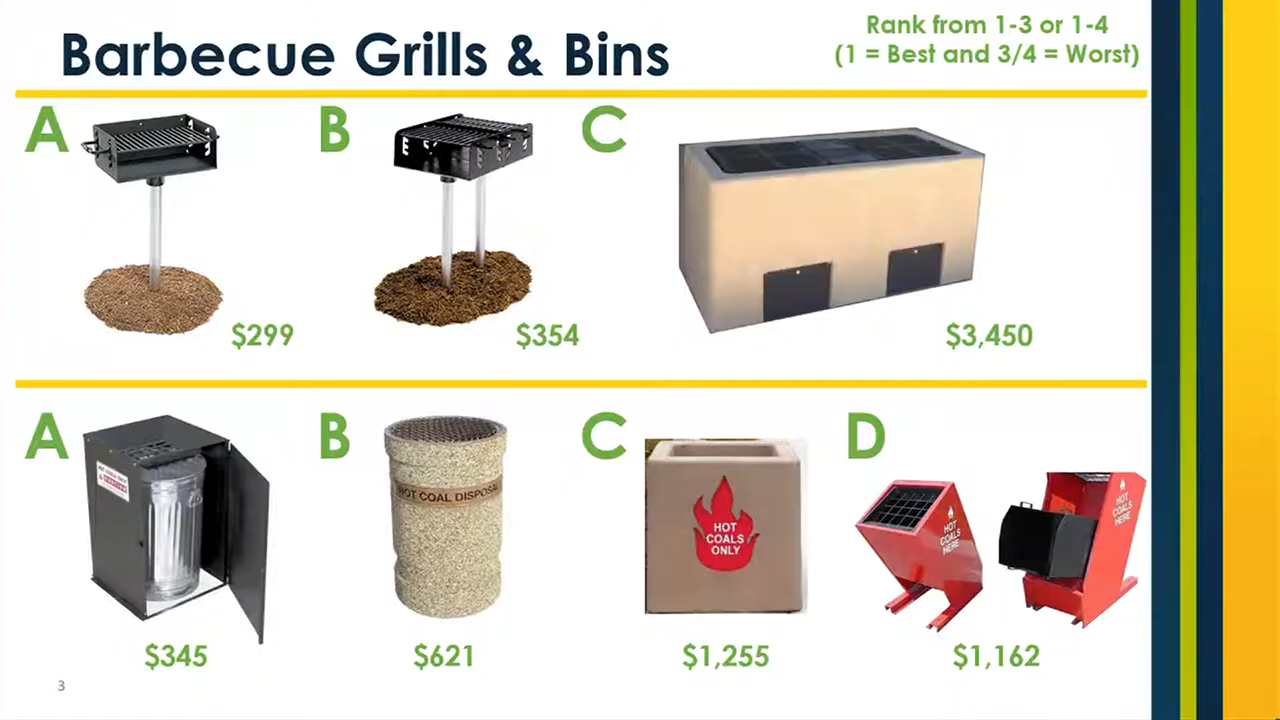 Barbecue Grills & Bins
Rank from 1-3 or 1-4
(1 = Best and 3/4 = Worst)
A
B
C
$299
$354
$3,450
A
B
C
D
HOT COAL DISPOSAL
HOT
COALS
ONLY
HOT
COALS
HERE
HOT
COALS
HERE
$345
$621
$1,255
$1,162
3